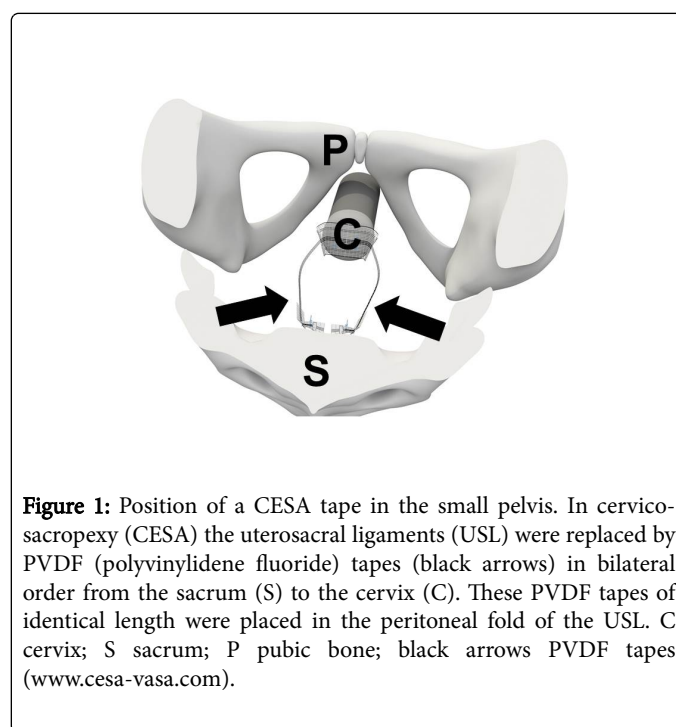 P
C
S
Figure 1: Position of a CESA tape in the small pelvis. In cervico-
sacropexy (CESA) the uterosacral ligaments (USL) were replaced by
PVDF (polyvinylidene fluoride) tapes (black arrows) in bilateral
order from the sacrum (S) to the cervix (C). These PVDF tapes of
identical length were placed in the peritoneal fold of the USL. C
cervix; S sacrum; P pubic bone; black arrows PVDF tapes
(www.cesa-vasa.com).